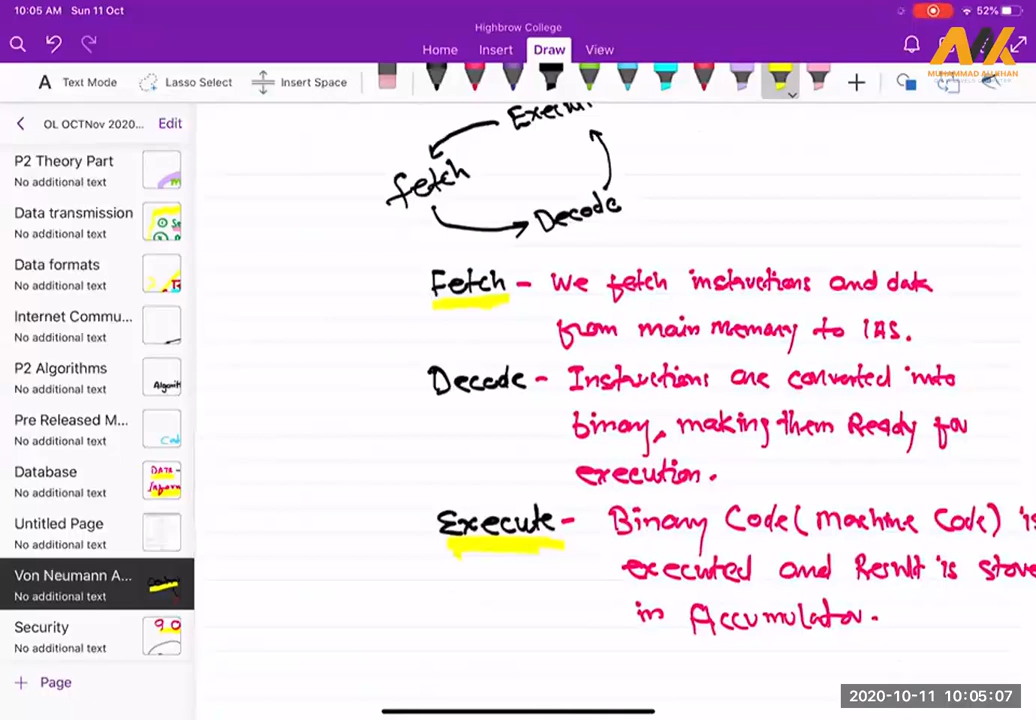 10:05 AM Sun 11 Oct
52%
Highbrow College
Home Insert Draw View
MUHAMMAD ALI KHAN
A Text Mode Lasso Select Insert Space
OL OCTNov 2020... Edit
P2 Theory Part
No additional text
Data transmission
No additional text
Data formats
No additional text
Internet Commu...
No additional text
P2 Algorithms
No additional text
Pre Released M...
No additional text
Database
No additional text
Untitled Page
No additional text
Von Neumann A...
No additional text
Security
No additional text
+ Page
fetch
Decode
Fetch - We fetch instructions and data
from main memory to IAS.
Decode - Instructions are converted into
binary, making them Ready for
execution.
Execute - Binary Code (Machine Code) is
executed and Result is store
in Accumulator.
2020-10-11 10:05:07